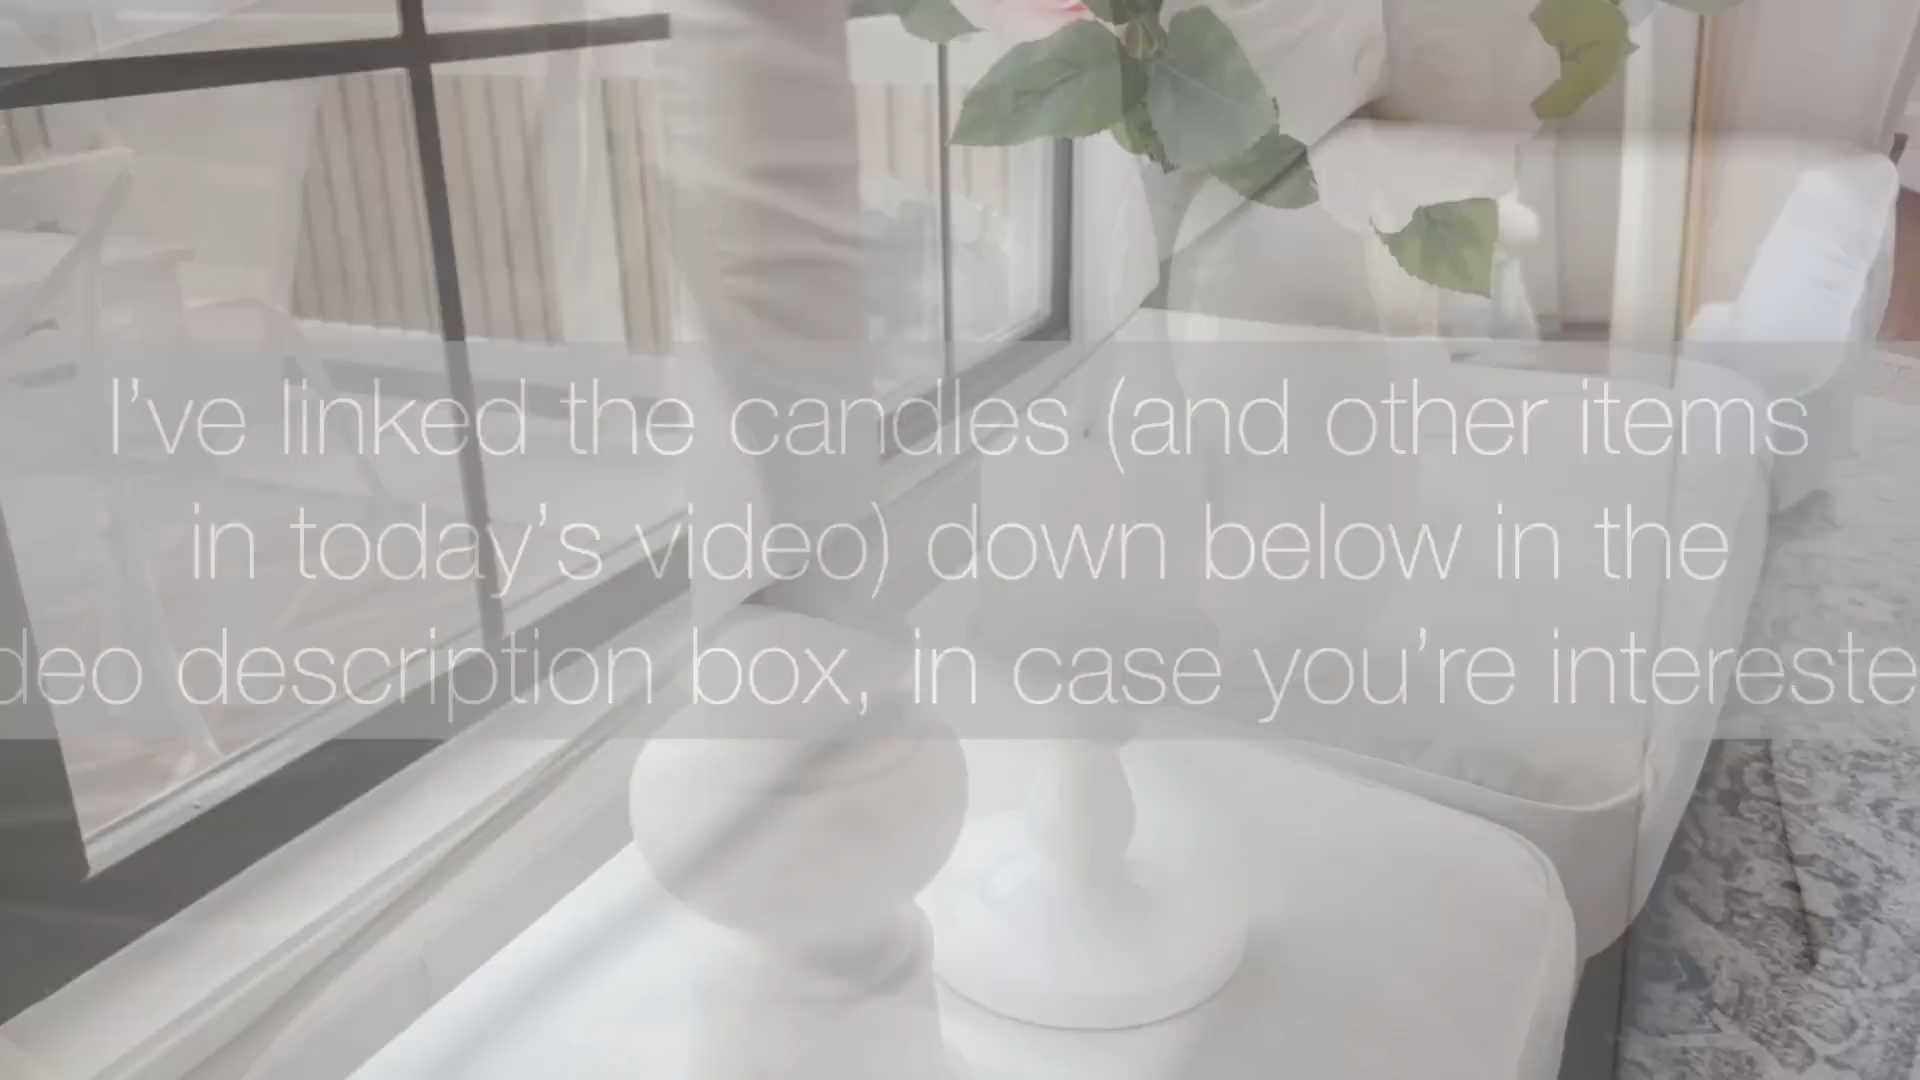 I've linked the candles (and other items
in today's video) down below in the
deo description box, in case you're intereste